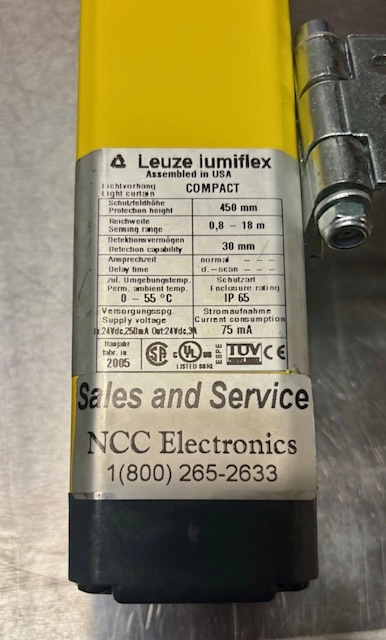 Leuze lumiflex
Assembled in USA
Lichtvorhang
Light curtain
COMPACT
Schutzfeldhöhe
Protection height
450 mm
Reichweite
Sensing range
0,8 – 18 m
Detektionsvermögen
Detection capability
30 mm
Ansprechzeit
Delay time
normal – – –
d.–scan – – –
zul. Umgebungstemp.
Perm. ambient temp.
0 – 55 °C
Schutzart
Enclosure rating
IP 65
Versorgungsspg.
Supply voltage
In:24Vdc,250mA Out:24Vdc,3A
Stromaufnahme
Current consumption
75 mA
Baujahr
fabr. in
2005
SA
c UL US
LISTED
ESPE
TÜV
CE
Sales and Service
NCC Electronics
1(800) 265-2633